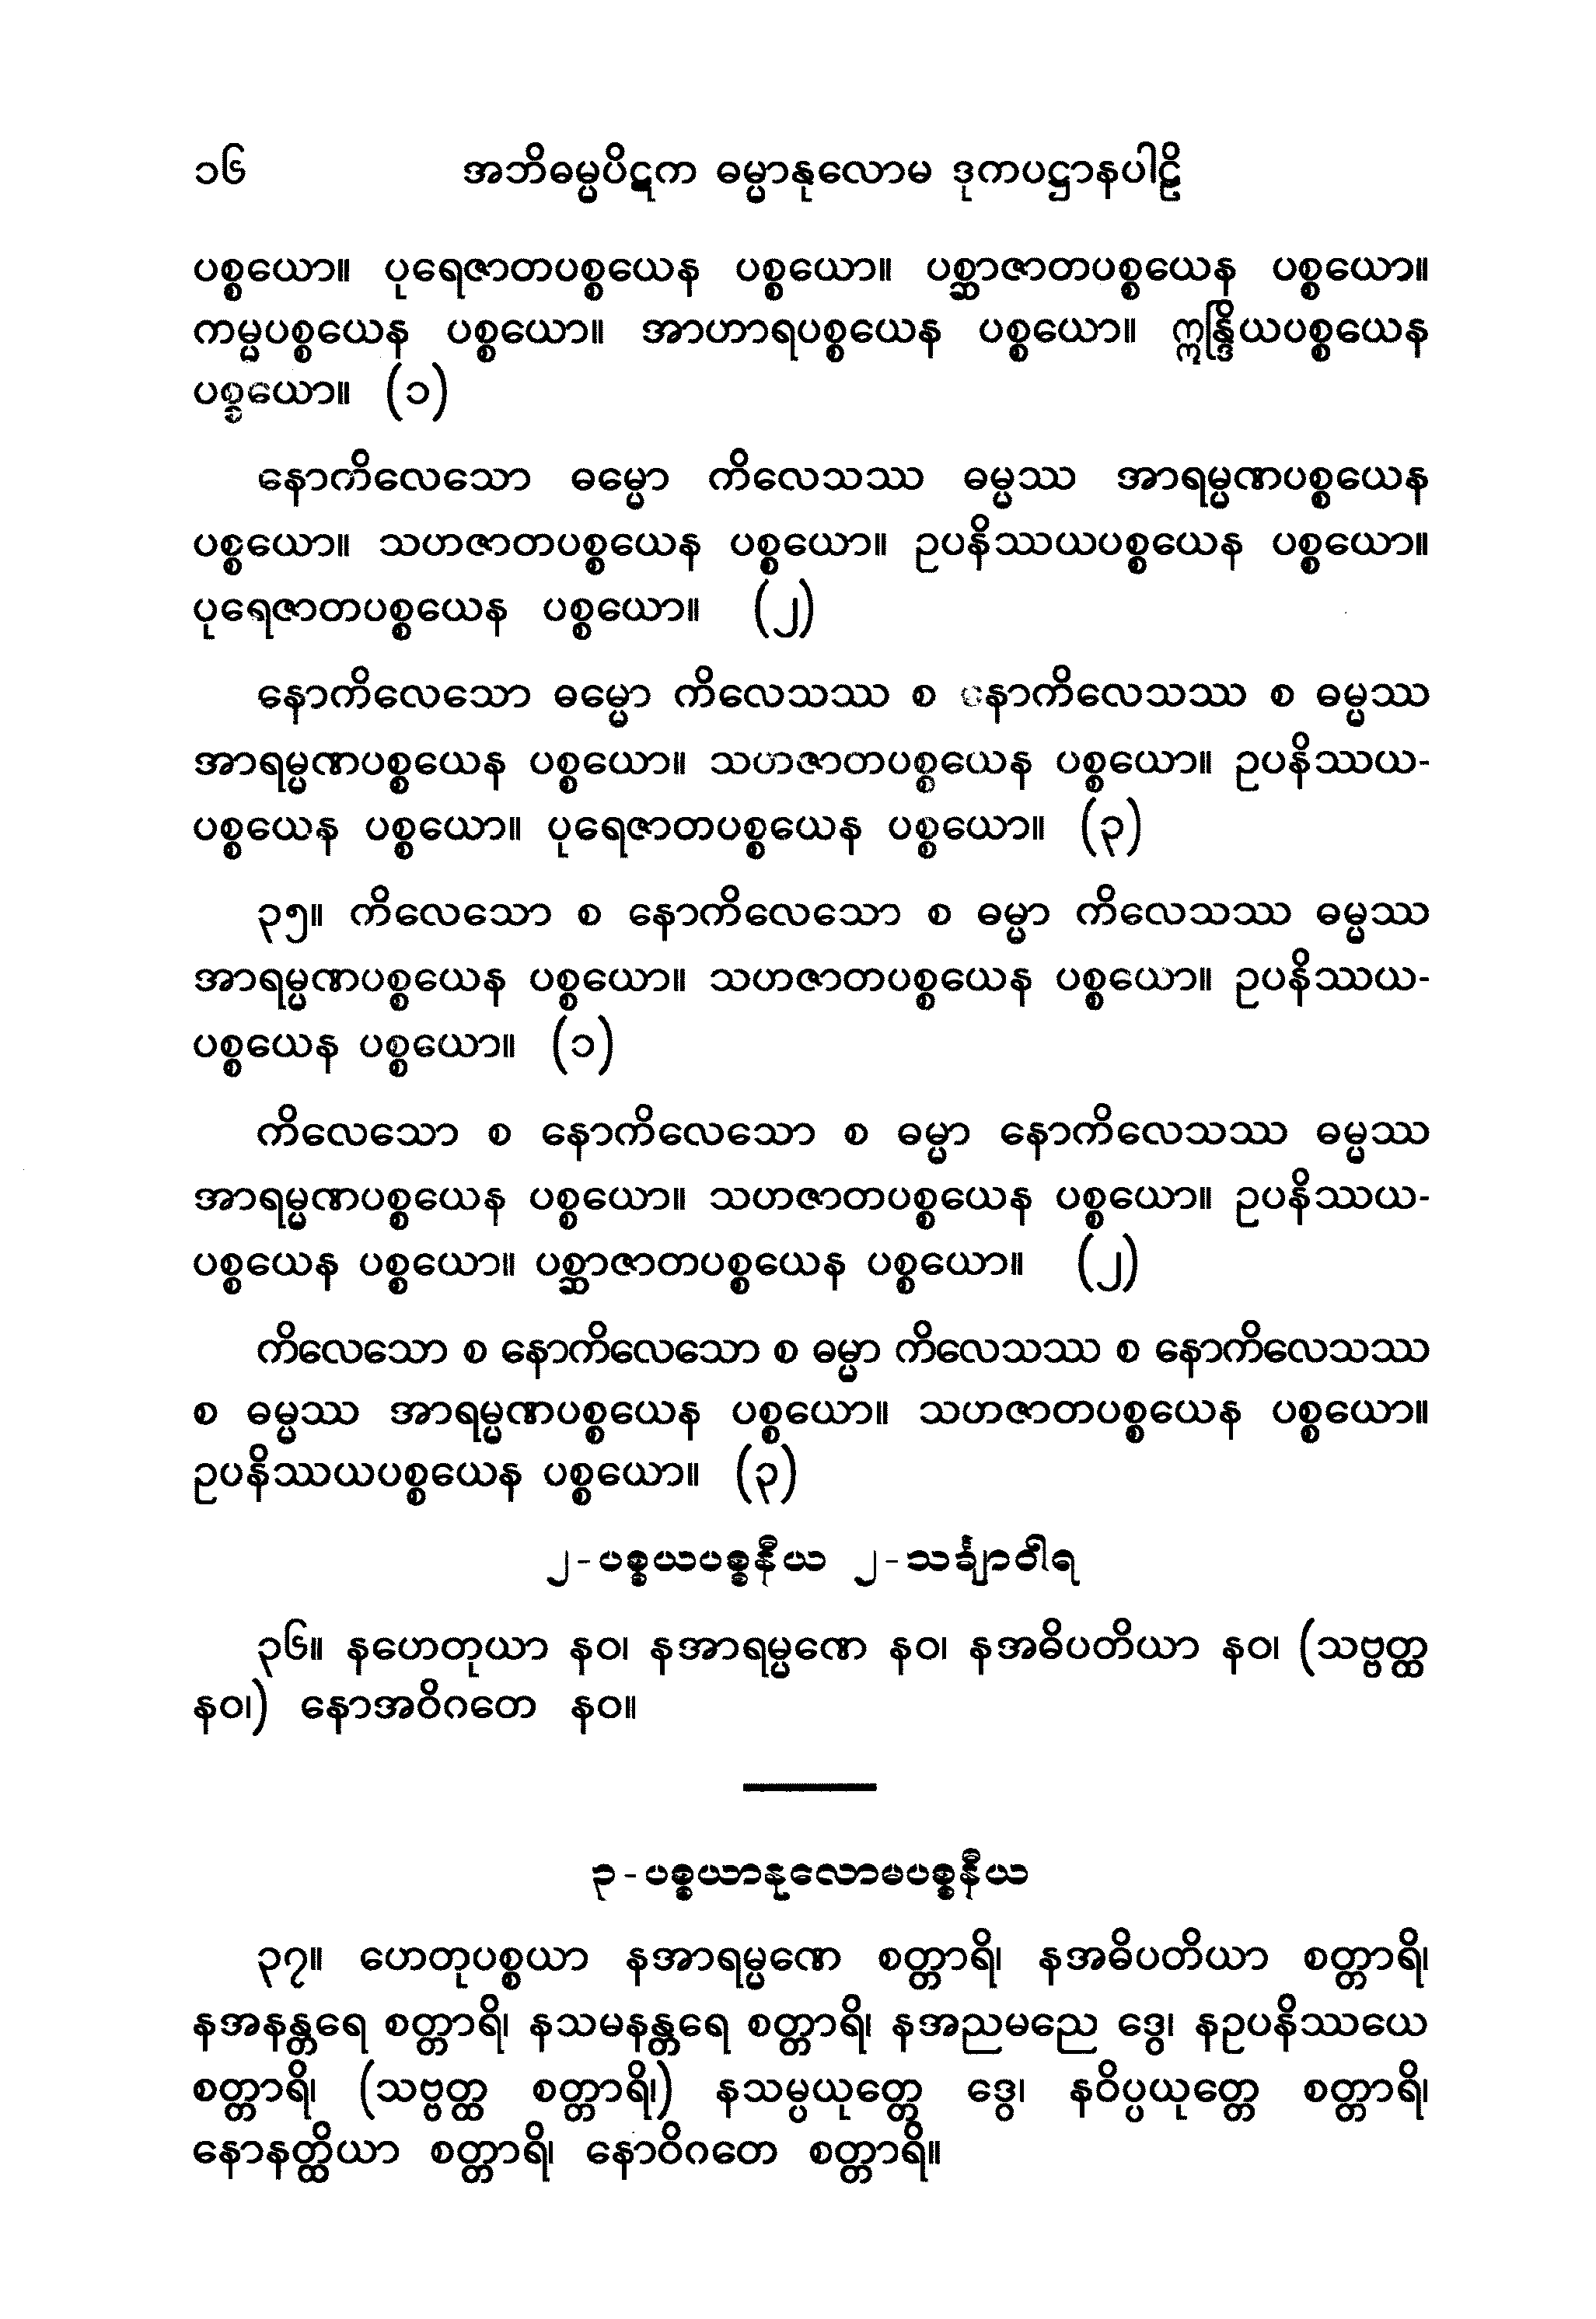 ၁၆ အဘိဓမ္မပိဋက ဓမ္မာနုလောမ ဒုကပဋ္ဌာနပါဠိ
ပစ္စယော။ ပုရေဇာတပစ္စယေန ပစ္စယော။ ပစ္ဆာဇာတပစ္စယေန ပစ္စယော။
ကမ္မပစ္စယေန ပစ္စယော။ အာဟာရပစ္စယေန ပစ္စယော။ ဣန္ဒြိယပစ္စယေန
ပစ္စယော။ (၁)
နောကိလေသော ဓမ္မော ကိလေသဿ ဓမ္မဿ အာရမ္မဏပစ္စယေန
ပစ္စယော။ သဟဇာတပစ္စယေန ပစ္စယော။ ဥပနိဿယပစ္စယေန ပစ္စယော။
ပုရေဇာတပစ္စယေန ပစ္စယော။ (၂)
နောကိလေသော ဓမ္မော ကိလေသဿ စ နောကိလေသဿ စ ဓမ္မဿ
အာရမ္မဏပစ္စယေန ပစ္စယော။ သဟဇာတပစ္စယေန ပစ္စယော။ ဥပနိဿယ-
ပစ္စယေန ပစ္စယော။ ပုရေဇာတပစ္စယေန ပစ္စယော။ (၃)
၃၅။ ကိလေသော စ နောကိလေသော စ ဓမ္မာ ကိလေသဿ ဓမ္မဿ
အာရမ္မဏပစ္စယေန ပစ္စယော။ သဟဇာတပစ္စယေန ပစ္စယော။ ဥပနိဿယ-
ပစ္စယေန ပစ္စယော။ (၁)
ကိလေသော စ နောကိလေသော စ ဓမ္မာ နောကိလေသဿ ဓမ္မဿ
အာရမ္မဏပစ္စယေန ပစ္စယော။ သဟဇာတပစ္စယေန ပစ္စယော။ ဥပနိဿယ-
ပစ္စယေန ပစ္စယော။ ပစ္ဆာဇာတပစ္စယေန ပစ္စယော။ (၂)
ကိလေသော စ နောကိလေသော စ ဓမ္မာ ကိလေသဿ စ နောကိလေသဿ
စ ဓမ္မဿ အာရမ္မဏပစ္စယေန ပစ္စယော။ သဟဇာတပစ္စယေန ပစ္စယော။
ဥပနိဿယပစ္စယေန ပစ္စယော။ (၃)
၂-ပစ္စယပစ္စနီယ ၂-သင်္ချာဝါရ
၃၆။ နဟေတုယာ နဝ၊ နအာရမ္မဏေ နဝ၊ နအဓိပတိယာ နဝ၊ (သဗ္ဗတ္ထ
နဝ၊) နောအဝိဂတေ နဝ။
၃-ပစ္စယာနုလောမပစ္စနီယ
၃၇။ ဟေတုပစ္စယာ နအာရမ္မဏေ စတ္တာရိ၊ နအဓိပတိယာ စတ္တာရိ၊
နအနန္တရေ စတ္တာရိ၊ နသမနန္တရေ စတ္တာရိ၊ နအညမညေ ဒွေ၊ နဥပနိဿယေ
စတ္တာရိ၊ (သဗ္ဗတ္ထ စတ္တာရိ၊) နသမ္ပယုတ္တေ ဒွေ၊ နဝိပ္ပယုတ္တေ စတ္တာရိ၊
နောနတ္ထိယာ စတ္တာရိ၊ နောဝိဂတေ စတ္တာရိ။